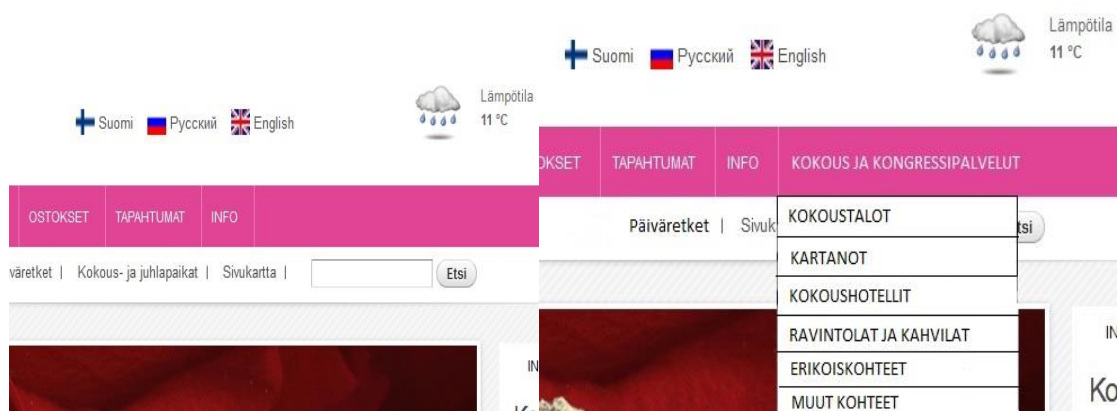 Suomi Русский English
Lämpötila
11 °C
OSTOKSET TAPAHTUMAT INFO
väretket | Kokous- ja juhlapaikat | Sivukartta | Etsi
IN
Suomi Русский English
Lämpötila
11 °C
OKSET TAPAHTUMAT INFO KOKOUS JA KONGRESSIPALVELUT
Päiväretket | Sivuk tsi
KOKOUSTALOT
KARTANOT
KOKOUSHOTELLIT
RAVINTOLAT JA KAHVILAT
ERIKOISKOHTEET
MUUT KOHTEET
IN
Ko